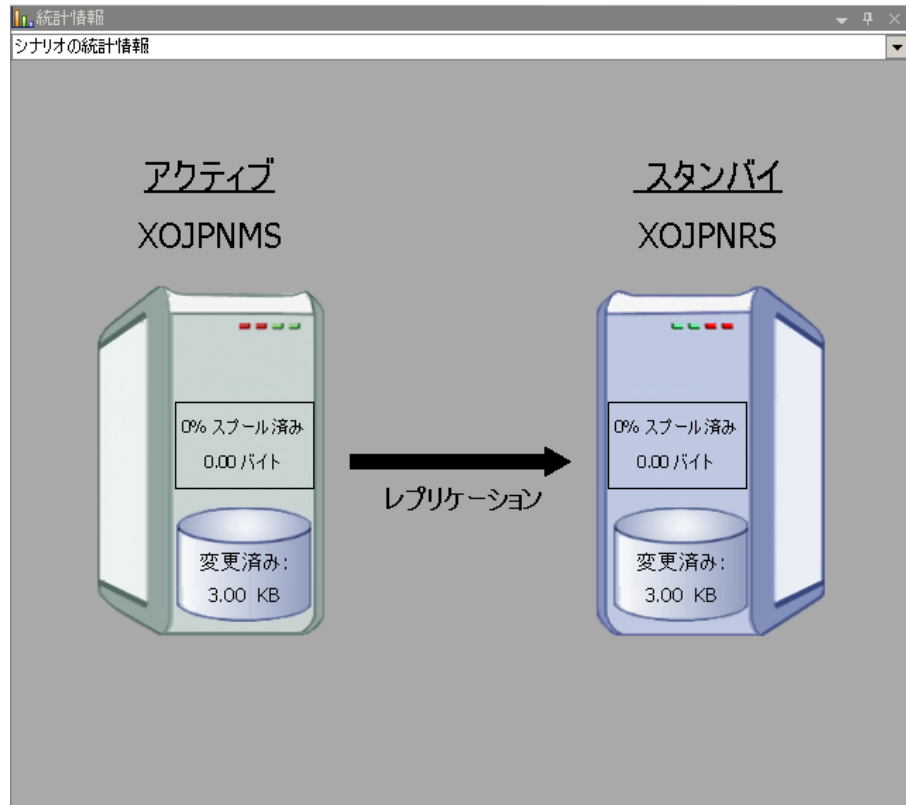 統計情報
シナリオの統計情報
アクティブ
スタンバイ
XOJPNMS
XOJPNRS
0% スプール済み
0.00 バイト
0% スプール済み
0.00 バイト
レプリケーション
変更済み:
3.00 KB
変更済み:
3.00 KB